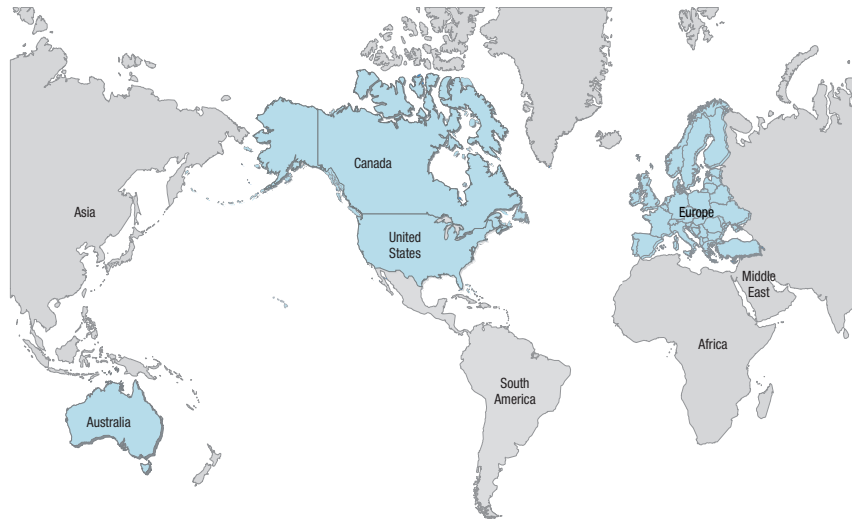 Canada
Asia
Europe
United
States
Middle
East
Africa
South
America
Australia